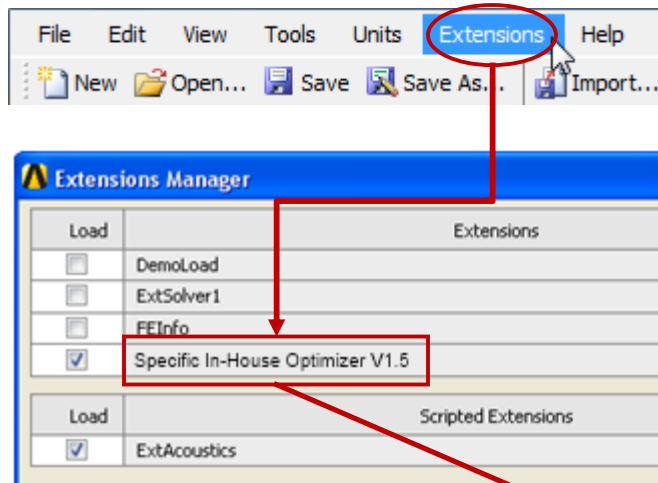 File Edit View Tools Units Extensions Help
New Open... Save Save As... Import...
Extensions Manager
Load Extensions
DemoLoad
ExtSolver1
FEInfo
Specific In-House Optimizer V1.5
Load Scripted Extensions
ExtAcoustics